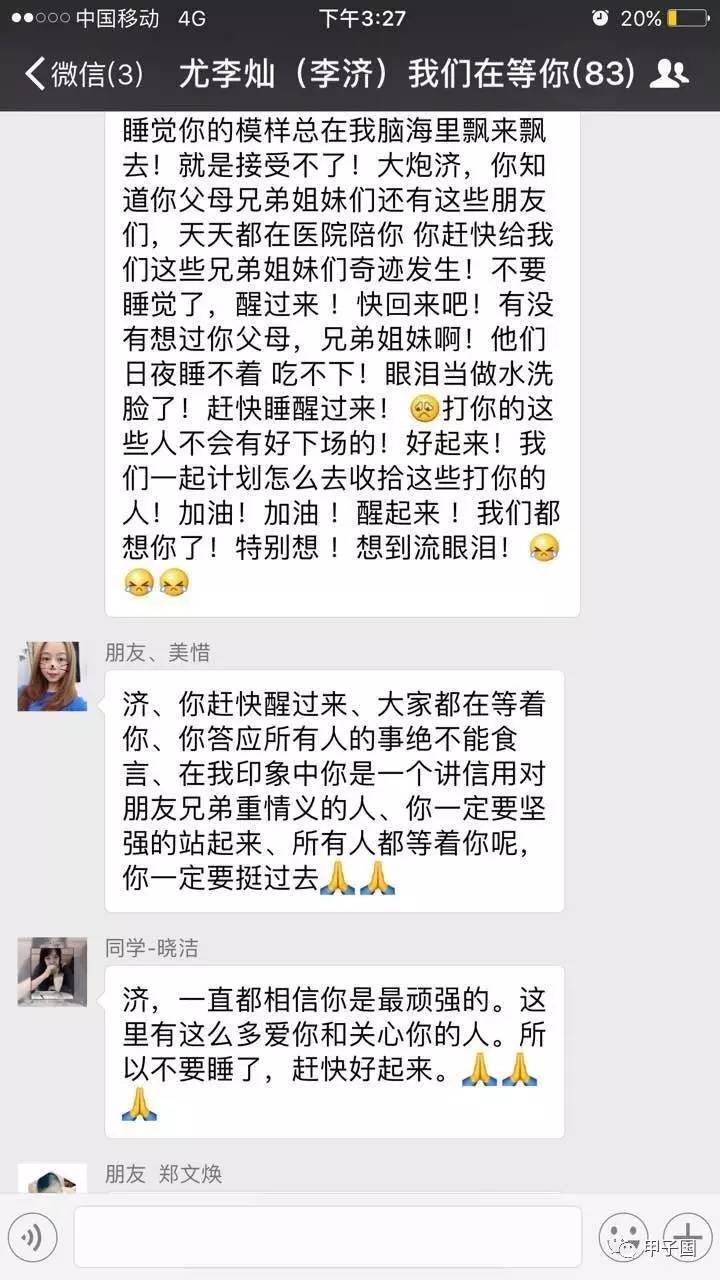 中国移动 4G 下午3:27 20%
微信(3) 尤李灿（李济）我们在等你(83)
睡觉你的模样总在我脑海里飘来飘
去！就是接受不了！大炮济，你知
道你父母兄弟姐妹们还有这些朋友
们，天天都在医院陪你 你赶快给我
们这些兄弟姐妹们奇迹发生！不要
睡觉了，醒过来 ！快回来吧！有没
有想过你父母，兄弟姐妹啊！他们
日夜睡不着 吃不下！眼泪当做水洗
脸了！赶快睡醒过来！ 😩打你的这
些人不会有好下场的！好起来！我
们一起计划怎么去收拾这些打你的
人！加油！加油 ！醒起来 ！我们都
想你了！特别想 ！想到流眼泪！ 😭
😭😭
朋友、美惜
济、你赶快醒过来、大家都在等着
你、你答应所有人的事绝不能食
言、在我印象中你是一个讲信用对
朋友兄弟重情义的人、你一定要坚
强的站起来、所有人都等着你呢，
你一定要挺过去🙏🙏
同学-晓洁
济，一直都相信你是最顽强的。这
里有这么多爱你和关心你的人。所
以不要睡了，赶快好起来。🙏🙏
🙏
朋友 郑文焕
甲子国